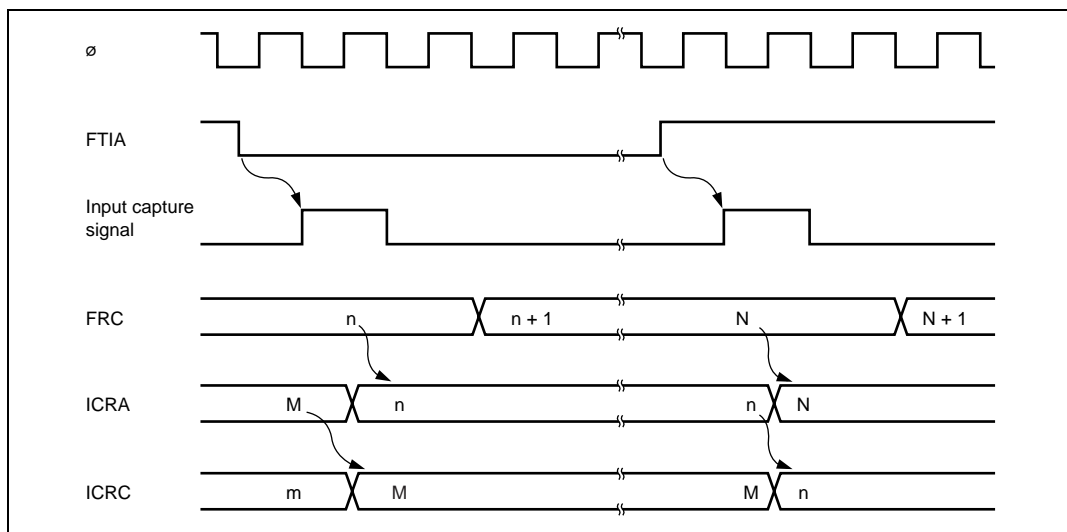 ø
FTIA
Input capture
signal
FRC n n + 1 N N + 1
ICRA M n n N
ICRC m M M n